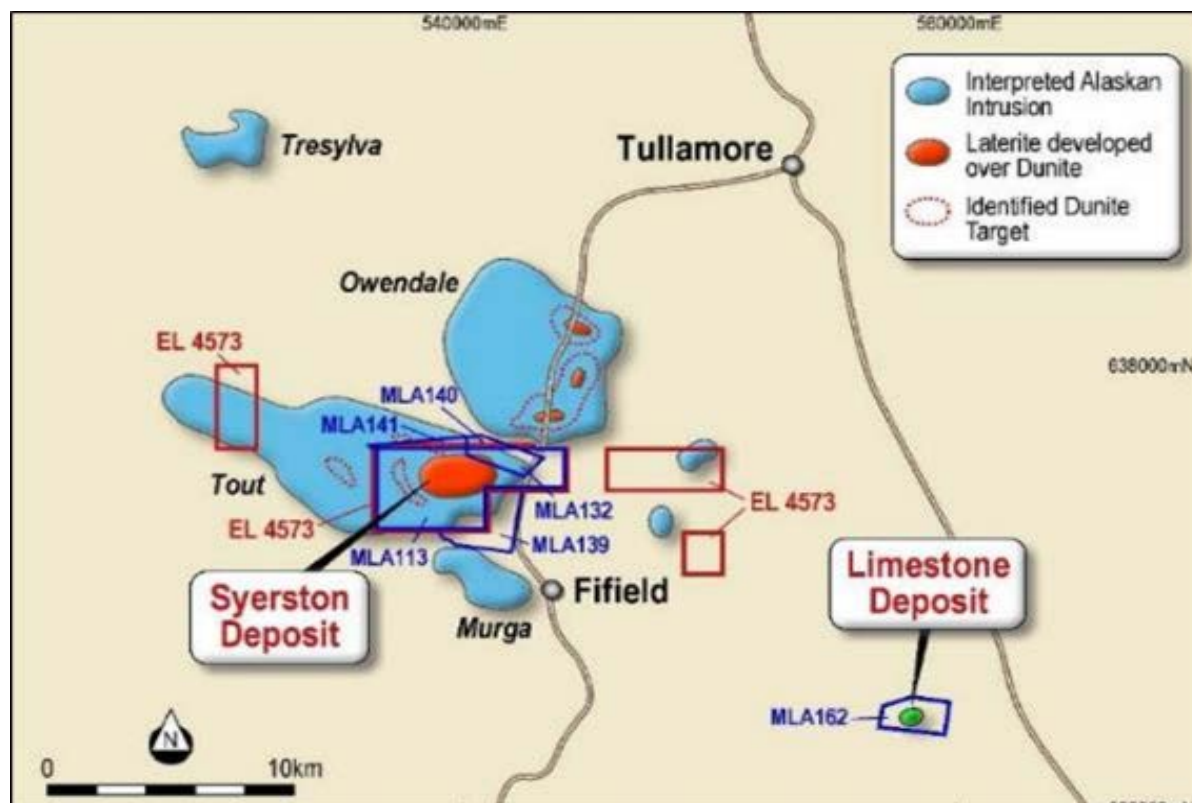 540000mE
560000mE
Interpreted Alaskan
Intrusion
Laterite developed
over Dunite
Identified Dunite
Target
Tresylva
Tullamore
Owendale
EL 4573
638000mN
MLA140
MLA141
Tout
EL 4573
MLA132
EL 4573
MLA113
MLA139
Limestone
Deposit
Syerston
Deposit
Fifield
Murga
MLA162
N
0
10km